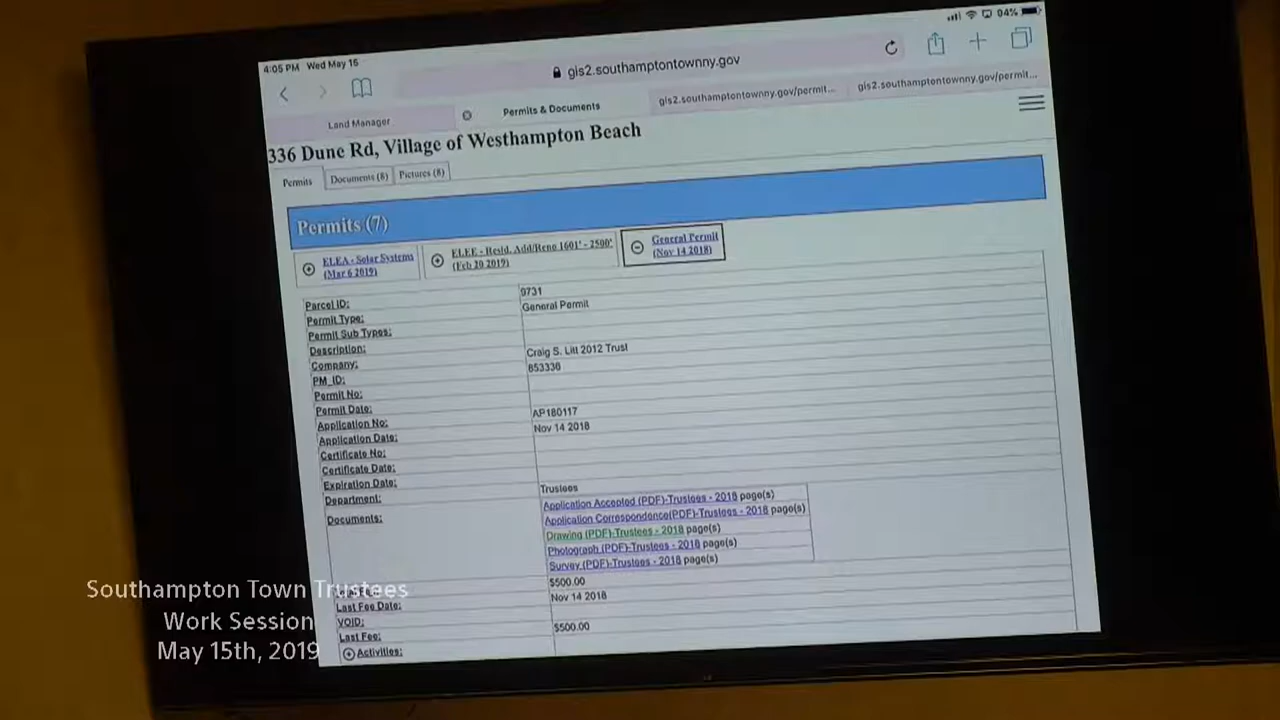 4:05 PM Wed May 15
94%
gis2.southamptontownny.gov
Land Manager
Permits & Documents
gis2.southamptontownny.gov/permit...
gis2.southamptontownny.gov/permit...
336 Dune Rd, Village of Westhampton Beach
Permits
Documents (8)
Pictures (8)
Permits (7)
ELEA - Solar Systems
(Mar 6 2019)
ELEE - Resid. Add/Reno 1601' - 2500'
(Feb 20 2019)
General Permit
(Nov 14 2018)
Parcel ID: 9731
Permit Type: General Permit
Permit Sub Types:
Description: Craig S. Litt 2012 Trust
Company: 853336
PM_ID:
Permit No:
Permit Date: AP180117
Application No: Nov 14 2018
Application Date:
Certificate No:
Certificate Date:
Expiration Date: Trustees
Department: Application Accepted (PDF)-Trustees - 2018 page(s)
Documents: Application Correspondence(PDF)-Trustees - 2018 page(s)
Drawing (PDF)-Trustees - 2018 page(s)
Photograph (PDF)-Trustees - 2018 page(s)
Survey (PDF)-Trustees - 2018 page(s)
$500.00
Last Fee Date: Nov 14 2018
VOID:
Last Fee: $500.00
Activities:
Southampton Town Trustees
Work Session
May 15th, 2019